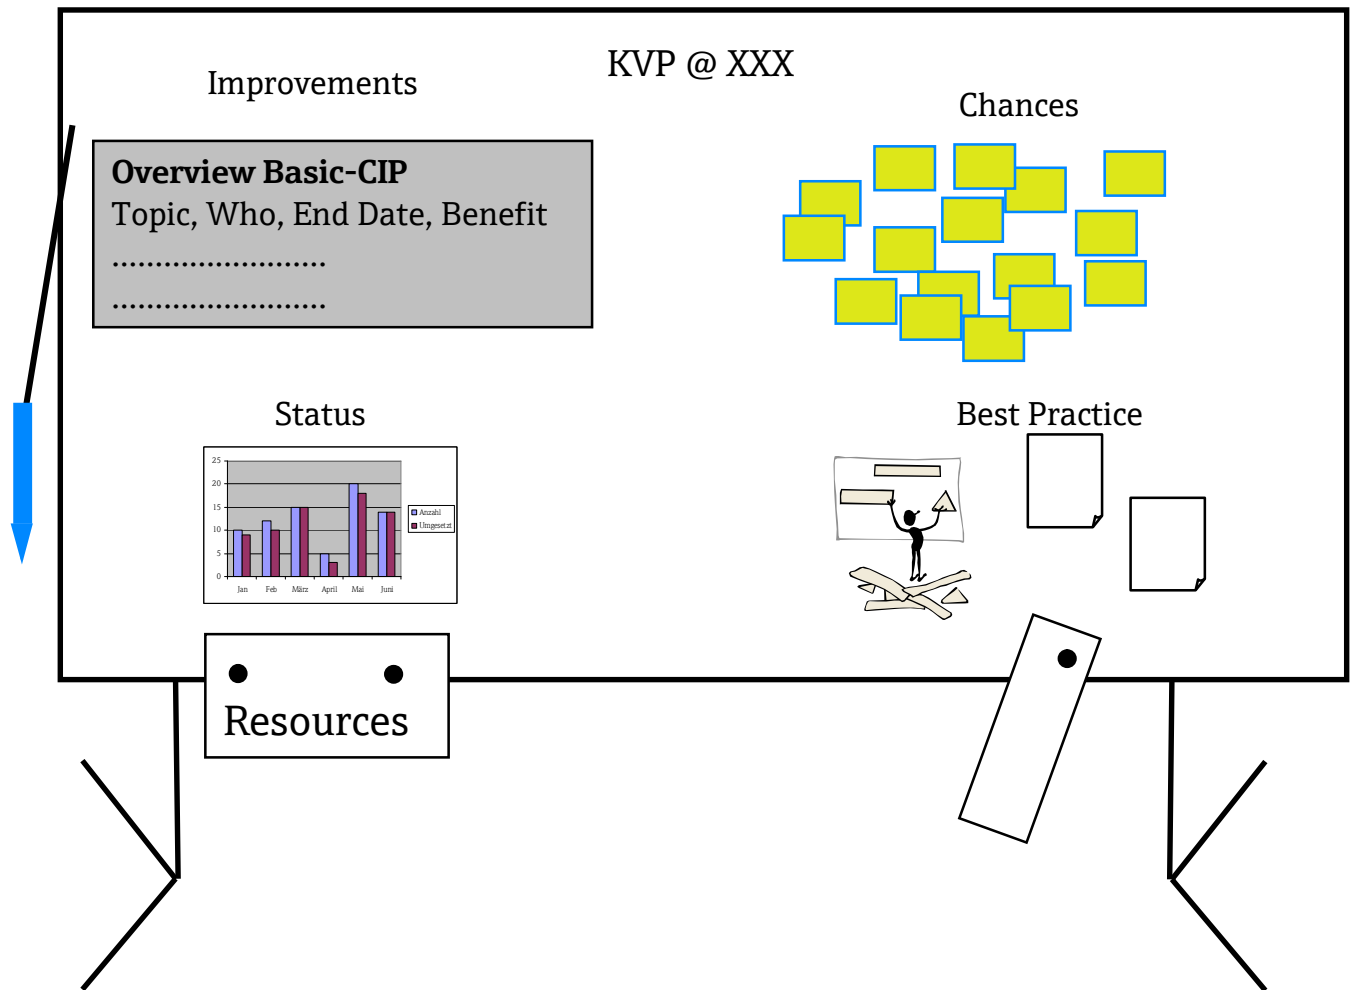 KVP @ XXX
Improvements
Chances
Overview Basic-CIP
Topic, Who, End Date, Benefit
.........................
.........................
Status
Best Practice
25
20
15
10
5
0
Jan Feb März April Mai Juni
Anzahl
Umgesetzt
Resources